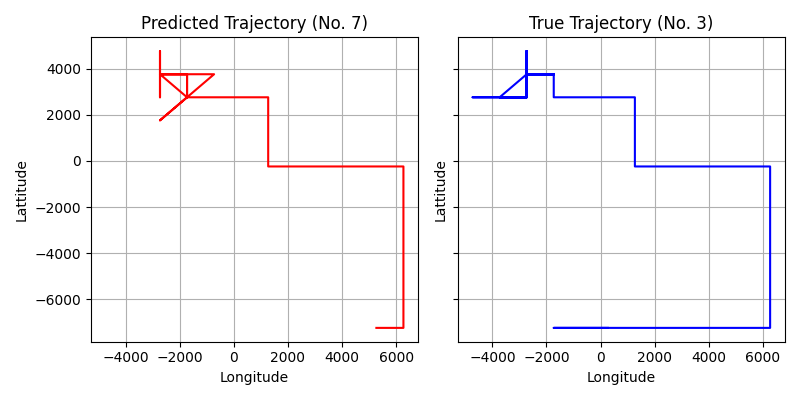 Predicted Trajectory (No. 7)
True Trajectory (No. 3)
Lattitude
4000
2000
0
−2000
−4000
−6000
−4000 −2000 0 2000 4000 6000
Longitude
Lattitude
−4000 −2000 0 2000 4000 6000
Longitude